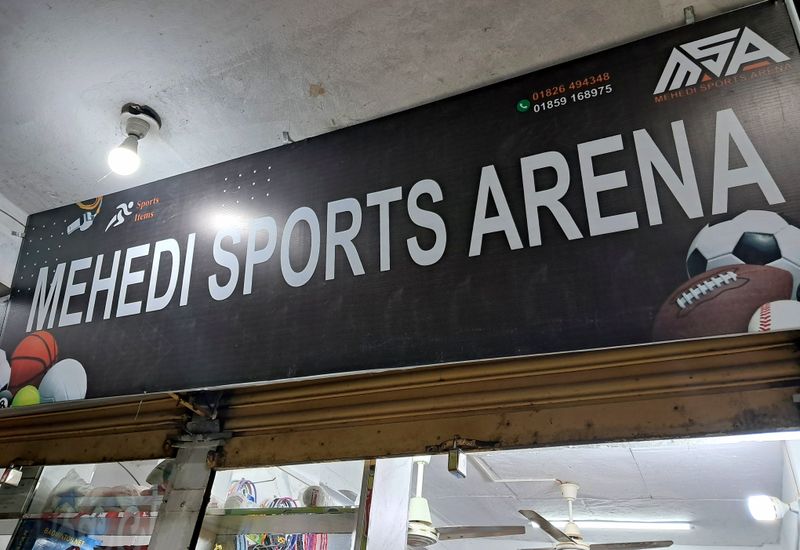 01826 494348
01859 168975
MSA
MEHEDI SPORTS ARENA
Sports
Items
MEHEDI SPORTS ARENA